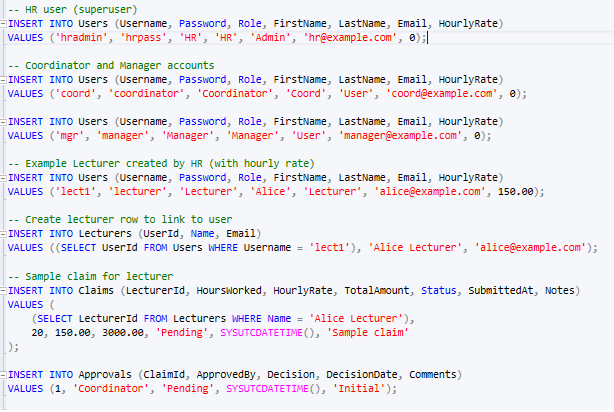 -- HR user (superuser)
INSERT INTO Users (Username, Password, Role, FirstName, LastName, Email, HourlyRate)
VALUES ('hradmin', 'hrpass', 'HR', 'HR', 'Admin', 'hr@example.com', 0);
-- Coordinator and Manager accounts
INSERT INTO Users (Username, Password, Role, FirstName, LastName, Email, HourlyRate)
VALUES ('coord', 'coordinator', 'Coordinator', 'Coord', 'User', 'coord@example.com', 0);
INSERT INTO Users (Username, Password, Role, FirstName, LastName, Email, HourlyRate)
VALUES ('mgr', 'manager', 'Manager', 'Manager', 'User', 'manager@example.com', 0);
-- Example Lecturer created by HR (with hourly rate)
INSERT INTO Users (Username, Password, Role, FirstName, LastName, Email, HourlyRate)
VALUES ('lect1', 'lecturer', 'Lecturer', 'Alice', 'Lecturer', 'alice@example.com', 150.00);
-- Create lecturer row to link to user
INSERT INTO Lecturers (UserId, Name, Email)
VALUES ((SELECT UserId FROM Users WHERE Username = 'lect1'), 'Alice Lecturer', 'alice@example.com');
-- Sample claim for lecturer
INSERT INTO Claims (LecturerId, HoursWorked, HourlyRate, TotalAmount, Status, SubmittedAt, Notes)
VALUES (
(SELECT LecturerId FROM Lecturers WHERE Name = 'Alice Lecturer'),
20, 150.00, 3000.00, 'Pending', SYSUTCDATETIME(), 'Sample claim'
);
INSERT INTO Approvals (ClaimId, ApprovedBy, Decision, DecisionDate, Comments)
VALUES (1, 'Coordinator', 'Pending', SYSUTCDATETIME(), 'Initial');